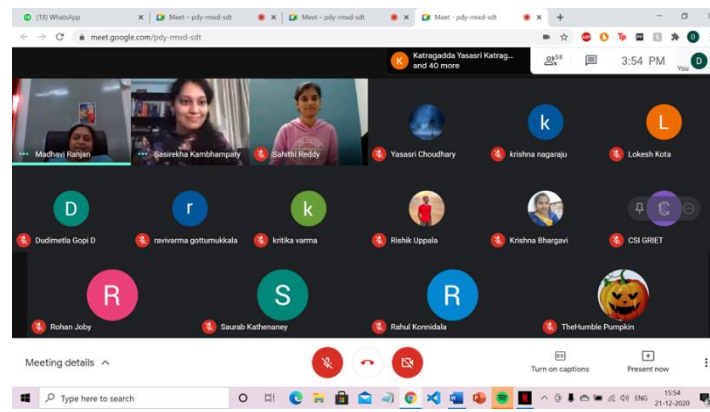 (18) WhatsApp
Meet - pdy-rmxd-sdt
Meet - pdy-rmxd-sdt
Meet - pdy-rmxd-sdt
meet.google.com/pdy-rmxd-sdt
K
Katragadda Yasasri Katrag...
and 40 more
56
3:54 PM
You
D
Madhavi Ranjan
Sasirekha Kambhampaty
Sahithi Reddy
Yasasri Choudhary
k
krishna nagaraju
L
Lokesh Kota
D
Dudimetla Gopi D
r
ravivarma gottumukkala
k
kritika varma
Rishik Uppala
Krishna Bhargavi
CSI GRIET
R
Rohan Joby
S
Saurab Kathenaney
R
Rahul Konnidala
TheHumble Pumpkin
Meeting details
Turn on captions
Present now
Type here to search
ENG
15:54
21-12-2020